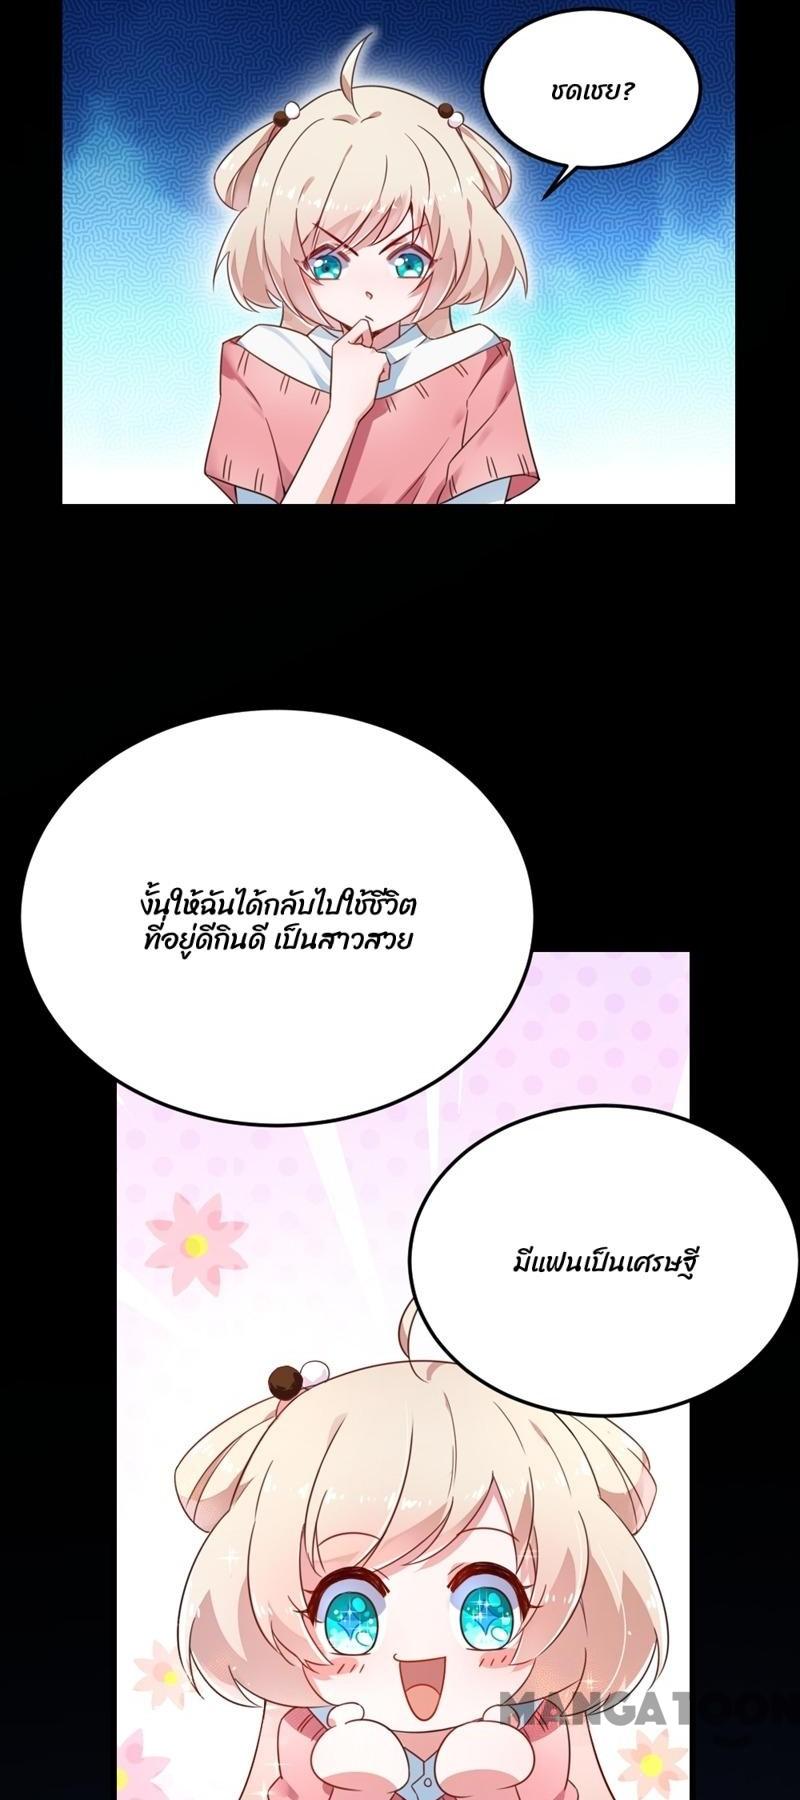 ชดเชย?
งั้นให้ฉันได้กลับไปใช้ชีวิต
ที่อยู่ดีกินดี เป็นสาวสวย
มีแฟนเป็นเศรษฐี
MANGATOON